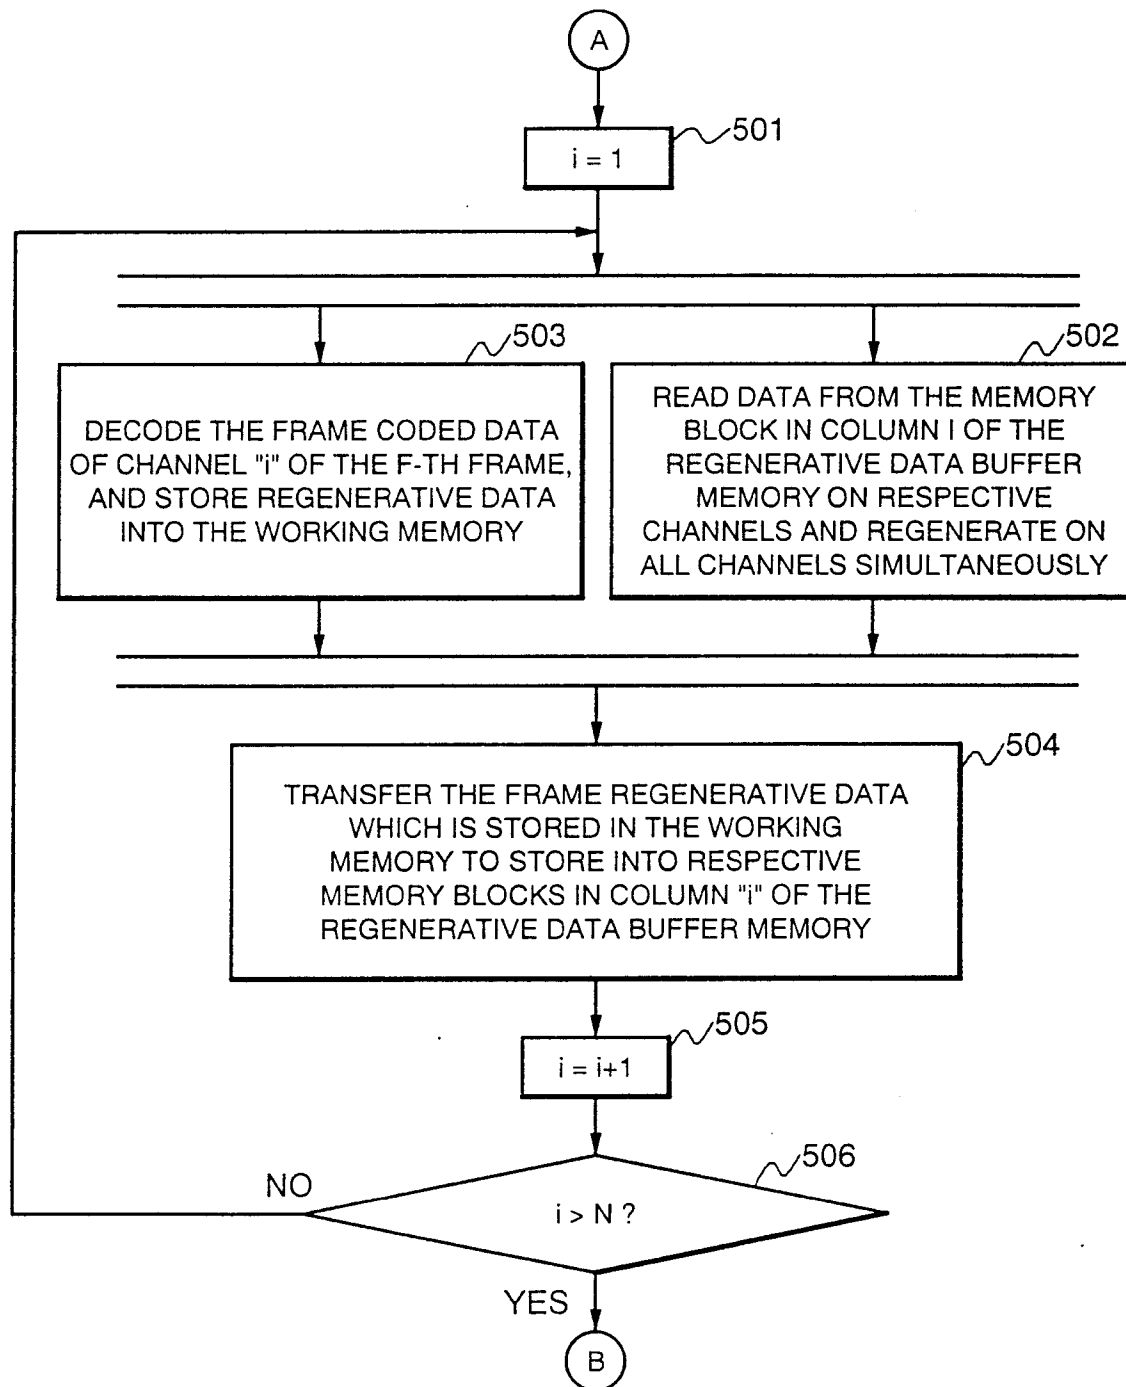 A
501
i = 1
503
502
DECODE THE FRAME CODED DATA
OF CHANNEL "i" OF THE F-TH FRAME,
AND STORE REGENERATIVE DATA
INTO THE WORKING MEMORY
READ DATA FROM THE MEMORY
BLOCK IN COLUMN I OF THE
REGENERATIVE DATA BUFFER
MEMORY ON RESPECTIVE
CHANNELS AND REGENERATE ON
ALL CHANNELS SIMULTANEOUSLY
504
TRANSFER THE FRAME REGENERATIVE DATA
WHICH IS STORED IN THE WORKING
MEMORY TO STORE INTO RESPECTIVE
MEMORY BLOCKS IN COLUMN "i" OF THE
REGENERATIVE DATA BUFFER MEMORY
505
i = i+1
506
NO
i > N ?
YES
B